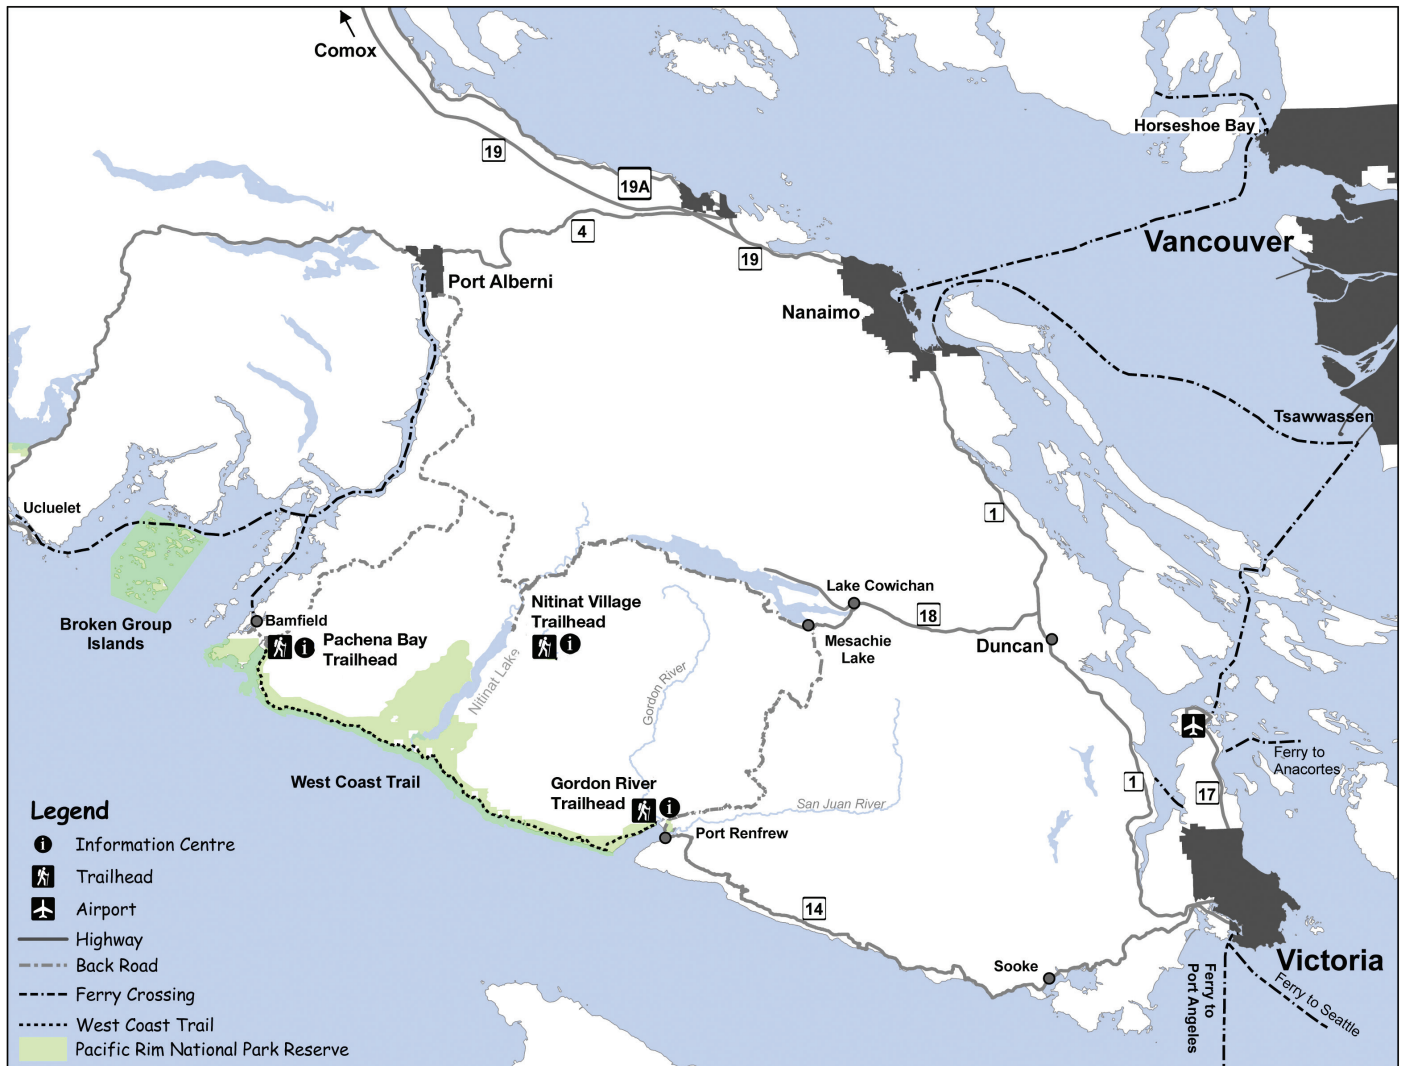 Comox
Horseshoe Bay
19
19A
4
19
Vancouver
Port Alberni
Nanaimo
Tsawwassen
Ucluelet
1
Broken Group
Islands
Bamfield
Pachena Bay
Trailhead
i
Nitinat Village
Trailhead
i
Nitinat Lake
Gordon River
Lake Cowichan
18
Mesachie
Lake
Duncan
West Coast Trail
Gordon River
Trailhead
i
San Juan River
Port Renfrew
1
17
Ferry to
Anacortes
14
Sooke
Victoria
Ferry to
Port Angeles
Ferry to Seattle
Legend
i Information Centre
Trailhead
Airport
Highway
Back Road
Ferry Crossing
West Coast Trail
Pacific Rim National Park Reserve